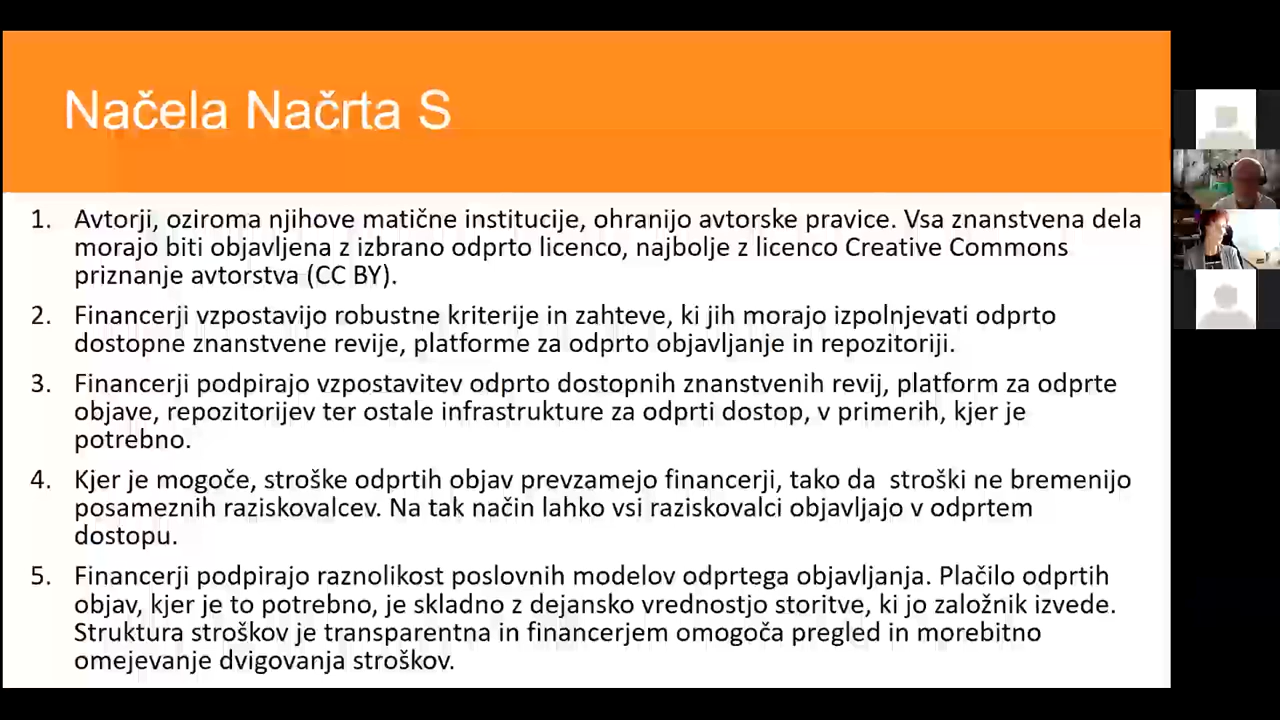 Načela Načrta S
1. Avtorji, oziroma njihove matične institucije, ohranijo avtorske pravice. Vsa znanstvena dela
morajo biti objavljena z izbrano odprto licenco, najbolje z licenco Creative Commons
priznanje avtorstva (CC BY).
2. Financerji vzpostavijo robustne kriterije in zahteve, ki jih morajo izpolnjevati odprto
dostopne znanstvene revije, platforme za odprto objavljanje in repozitoriji.
3. Financerji podpirajo vzpostavitev odprto dostopnih znanstvenih revij, platform za odprte
objave, repozitorijev ter ostale infrastrukture za odprti dostop, v primerih, kjer je
potrebno.
4. Kjer je mogoče, stroške odprtih objav prevzamejo financerji, tako da  stroški ne bremenijo
posameznih raziskovalcev. Na tak način lahko vsi raziskovalci objavljajo v odprtem
dostopu.
5. Financerji podpirajo raznolikost poslovnih modelov odprtega objavljanja. Plačilo odprtih
objav, kjer je to potrebno, je skladno z dejansko vrednostjo storitve, ki jo založnik izvede.
Struktura stroškov je transparentna in financerjem omogoča pregled in morebitno
omejevanje dvigovanja stroškov.